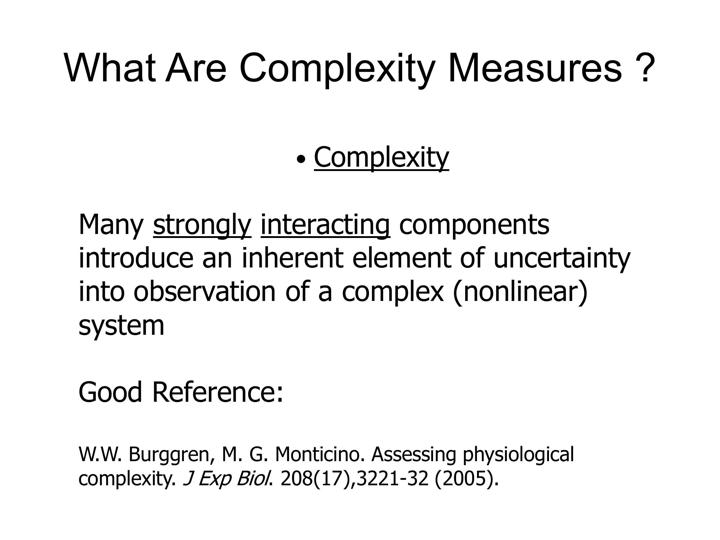 What Are Complexity Measures ?
• Complexity
Many strongly interacting components
introduce an inherent element of uncertainty
into observation of a complex (nonlinear)
system
Good Reference:
W.W. Burggren, M. G. Monticino. Assessing physiological
complexity. J Exp Biol. 208(17),3221-32 (2005).